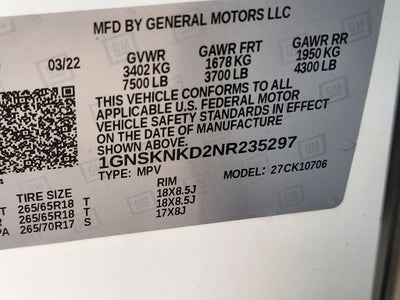 MFD BY GENERAL MOTORS LLC
03/22 GVWR GAWR FRT GAWR RR
3402 KG 1678 KG 1950 KG
7500 LB 3700 LB 4300 LB
THIS VEHICLE CONFORMS TO ALL
APPLICABLE U.S. FEDERAL MOTOR
VEHICLE SAFETY STANDARDS IN EFFECT
ON THE DATE OF MANUFACTURE
SHOWN ABOVE.
1GNSKNKD2NR235297
TYPE: MPV MODEL: 27CK10706
TIRE SIZE RIM
265/65R18 T 18X8.5J
265/65R18 T 18X8.5J
265/70R17 S 17X8J